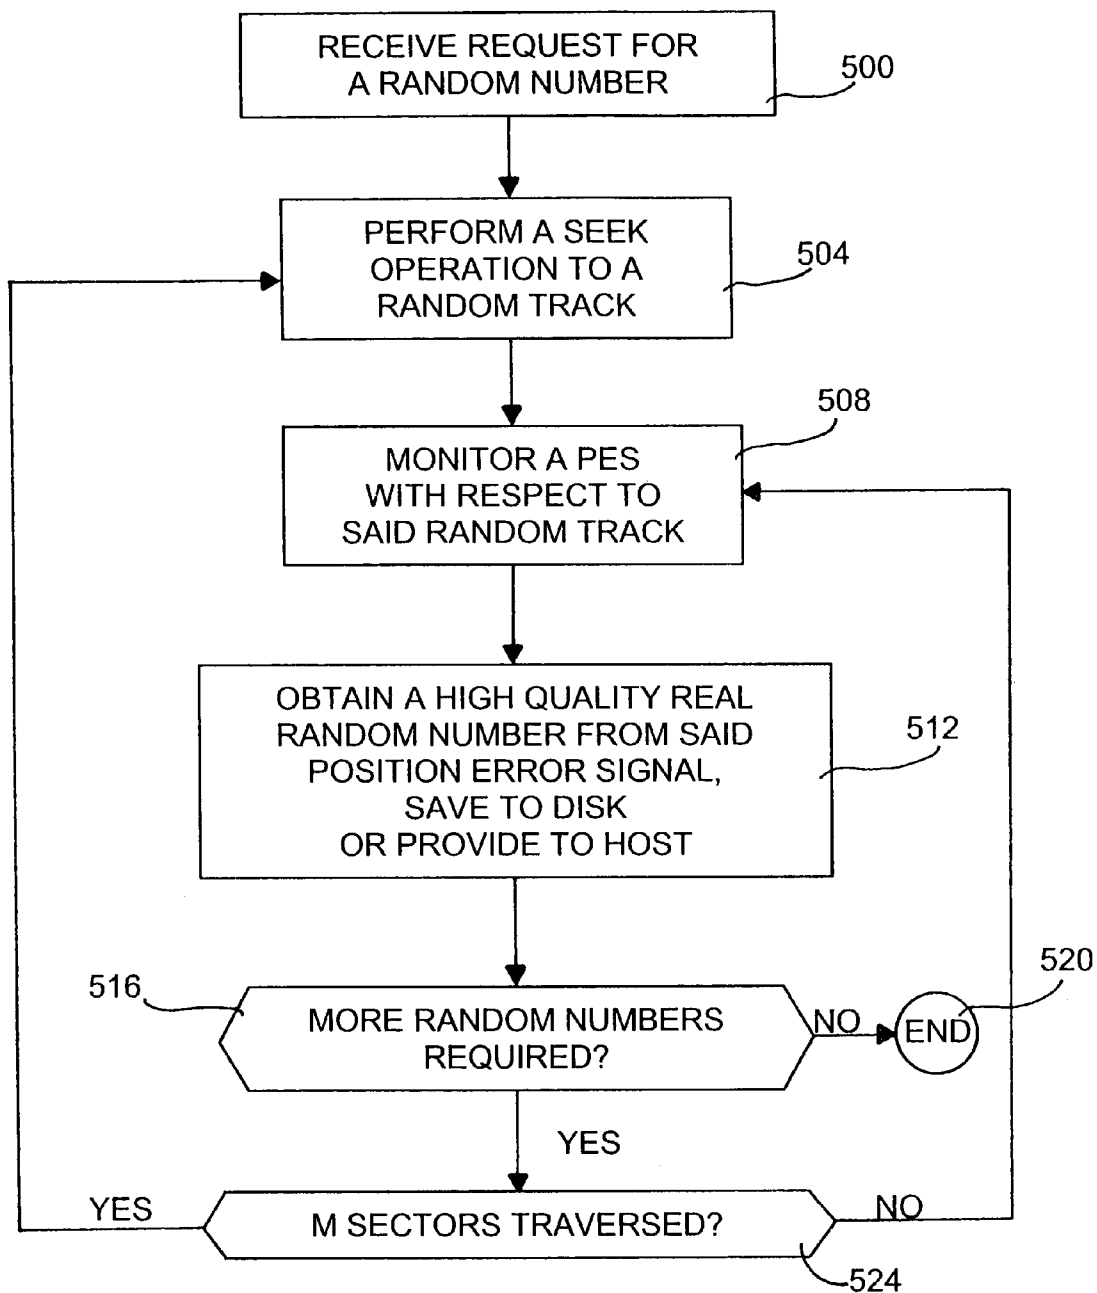 RECEIVE REQUEST FOR
A RANDOM NUMBER
500
PERFORM A SEEK
OPERATION TO A
RANDOM TRACK
504
MONITOR A PES
WITH RESPECT TO
SAID RANDOM TRACK
508
OBTAIN A HIGH QUALITY REAL
RANDOM NUMBER FROM SAID
POSITION ERROR SIGNAL,
SAVE TO DISK
OR PROVIDE TO HOST
512
516
MORE RANDOM NUMBERS
REQUIRED?
NO
END
520
YES
YES
M SECTORS TRAVERSED?
NO
524